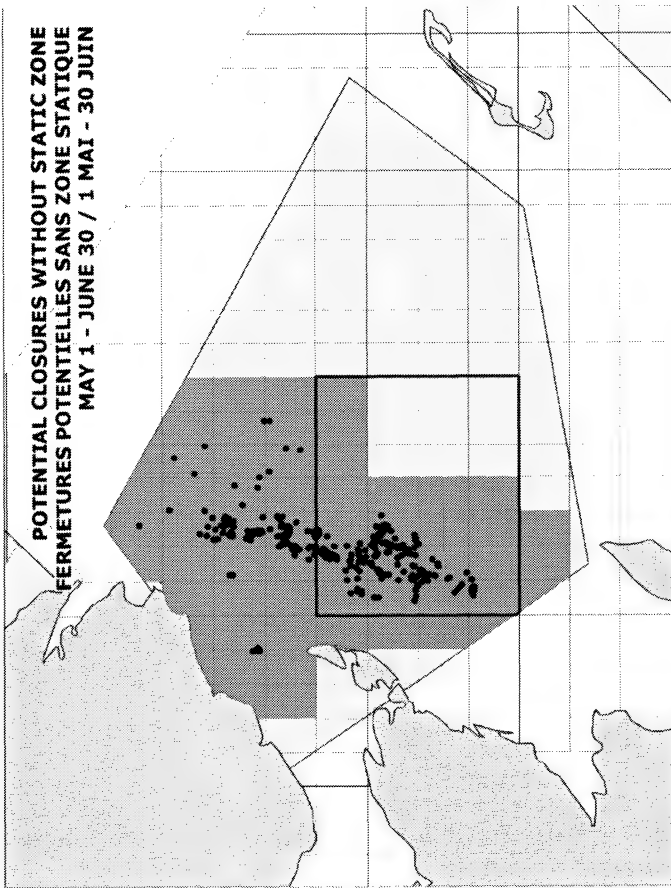 POTENTIAL CLOSURES WITHOUT STATIC ZONE
FERMETURES POTENTIELLES SANS ZONE STATIQUE
MAY 1 - JUNE 30 / 1 MAI - 30 JUIN